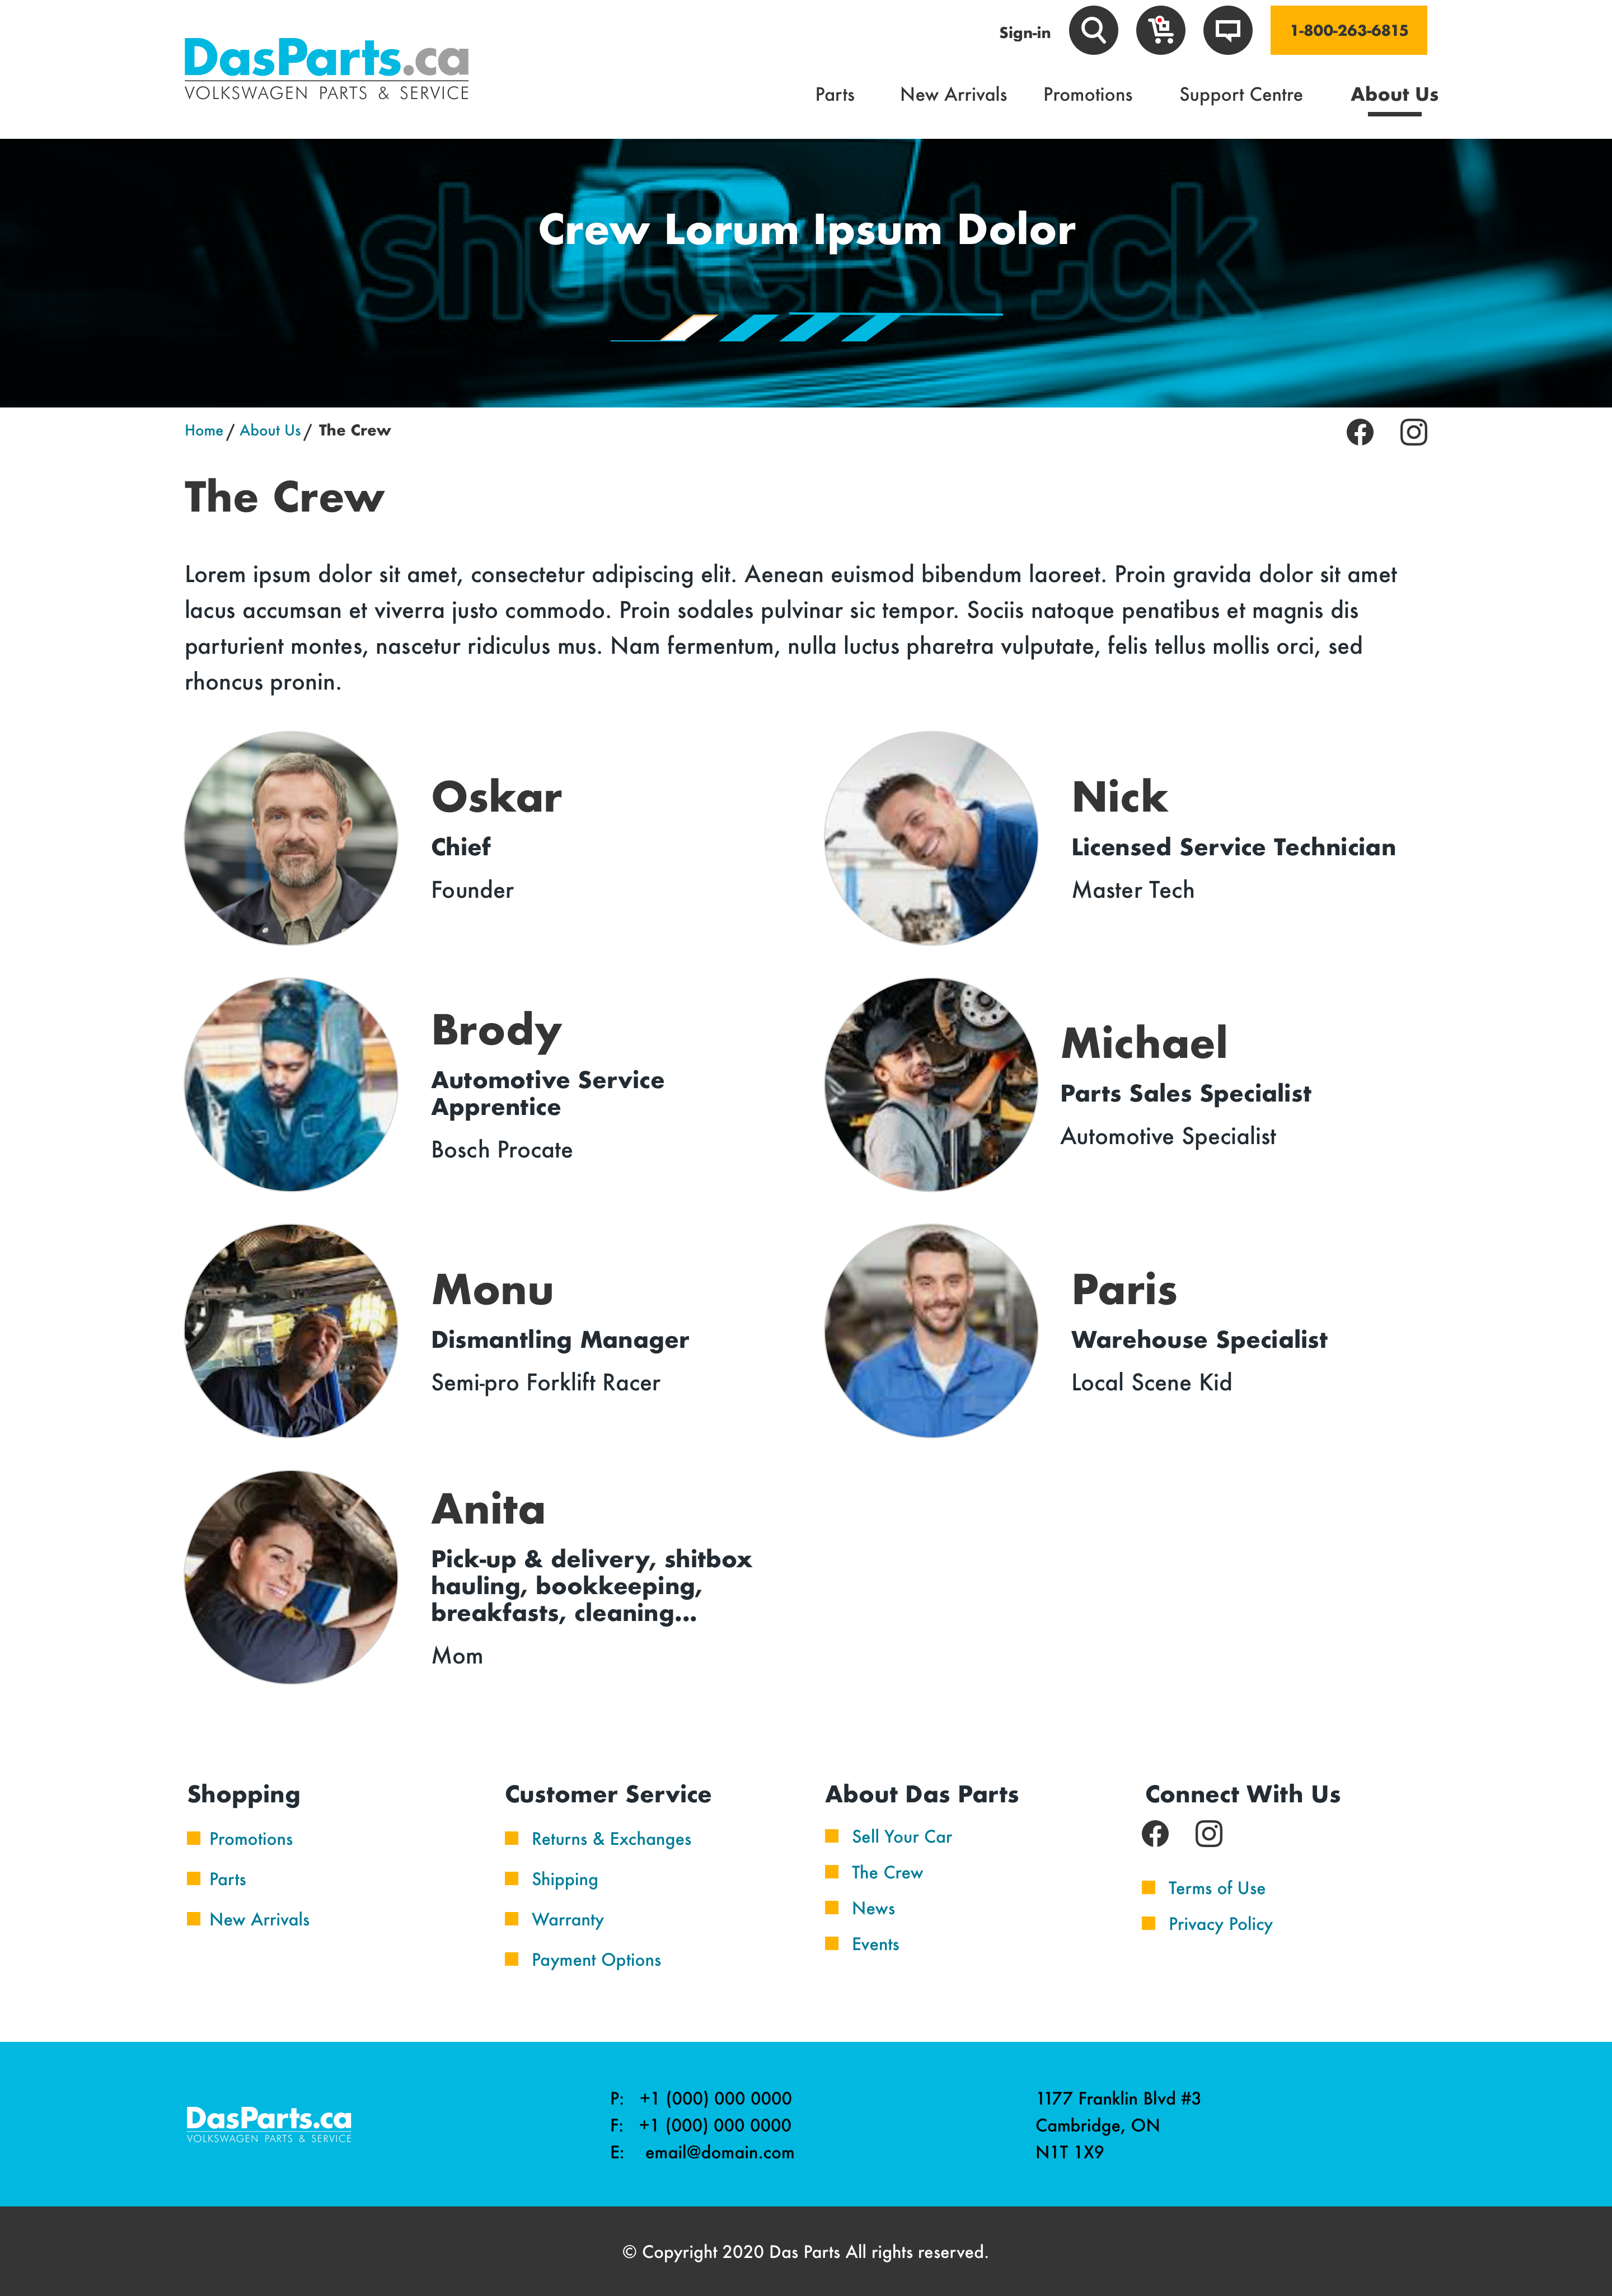 Sign-in
1-800-263-6815
DasParts.ca
VOLKSWAGEN PARTS & SERVICE
Parts New Arrivals Promotions Support Centre About Us
shutterstock
Crew Lorum Ipsum Dolor
Home / About Us / The Crew
The Crew
Lorem ipsum dolor sit amet, consectetur adipiscing elit. Aenean euismod bibendum laoreet. Proin gravida dolor sit amet
lacus accumsan et viverra justo commodo. Proin sodales pulvinar sic tempor. Sociis natoque penatibus et magnis dis
parturient montes, nascetur ridiculus mus. Nam fermentum, nulla luctus pharetra vulputate, felis tellus mollis orci, sed
rhoncus pronin.
Oskar
Chief
Founder
Nick
Licensed Service Technician
Master Tech
Brody
Automotive Service
Apprentice
Bosch Procate
Michael
Parts Sales Specialist
Automotive Specialist
Monu
Dismantling Manager
Semi-pro Forklift Racer
Paris
Warehouse Specialist
Local Scene Kid
Anita
Pick-up & delivery, shitbox
hauling, bookkeeping,
breakfasts, cleaning...
Mom
Shopping
Promotions
Parts
New Arrivals
Customer Service
Returns & Exchanges
Shipping
Warranty
Payment Options
About Das Parts
Sell Your Car
The Crew
News
Events
Connect With Us
Terms of Use
Privacy Policy
DasParts.ca
VOLKSWAGEN PARTS & SERVICE
P: +1 (000) 000 0000
F: +1 (000) 000 0000
E: email@domain.com
1177 Franklin Blvd #3
Cambridge, ON
N1T 1X9
© Copyright 2020 Das Parts All rights reserved.